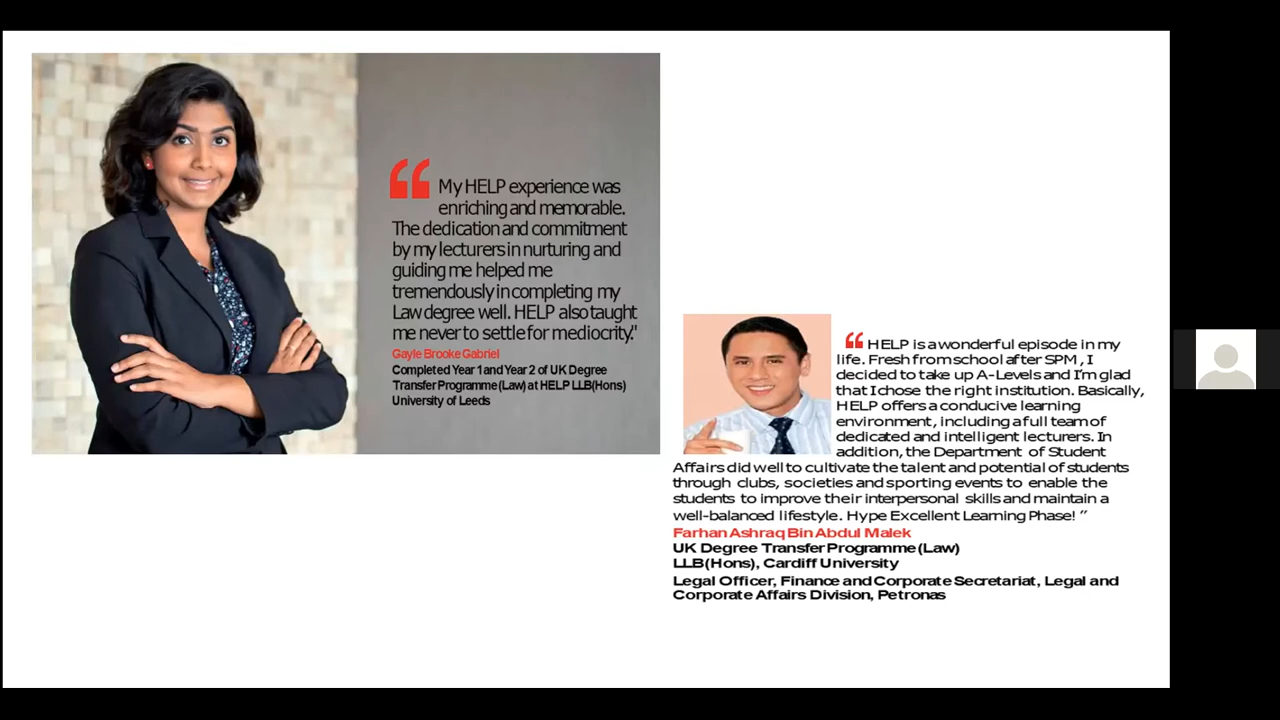 “ My HELP experience was
enriching and memorable.
The dedication and commitment
by my lecturers in nurturing and
guiding me helped me
tremendously in completing my
Law degree well. HELP also taught
me never to settle for mediocrity."
Gayle Brooke Gabriel
Completed Year 1 and Year 2 of UK Degree
Transfer Programme (Law) at HELP LLB(Hons)
University of Leeds
“ HELP is a wonderful episode in my
life. Fresh from school after SPM, I
decided to take up A-Levels and I'm glad
that I chose the right institution. Basically,
HELP offers a conducive learning
environment, including a full team of
dedicated and intelligent lecturers. In
addition, the Department of Student
Affairs did well to cultivate the talent and potential of students
through clubs, societies and sporting events to enable the
students to improve their interpersonal skills and maintain a
well-balanced lifestyle. Hype Excellent Learning Phase! ”
Farhan Ashraq Bin Abdul Malek
UK Degree Transfer Programme (Law)
LLB(Hons), Cardiff University
Legal Officer, Finance and Corporate Secretariat, Legal and
Corporate Affairs Division, Petronas